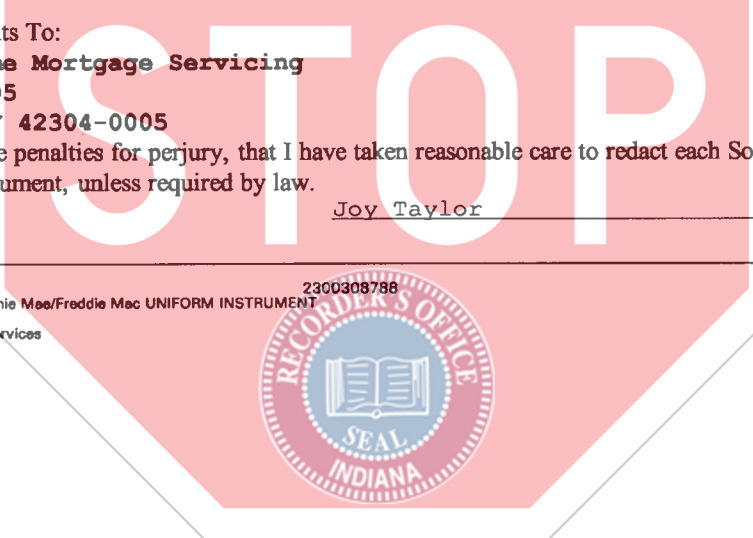 STOP
ts To:
e Mortgage Servicing
5
42304-0005
e penalties for perjury, that I have taken reasonable care to redact each So
ument, unless required by law.
Joy Taylor
2300308788
nie Mae/Freddie Mac UNIFORM INSTRUMENT
rvices
RECORDER'S OFFICE
SEAL
INDIANA